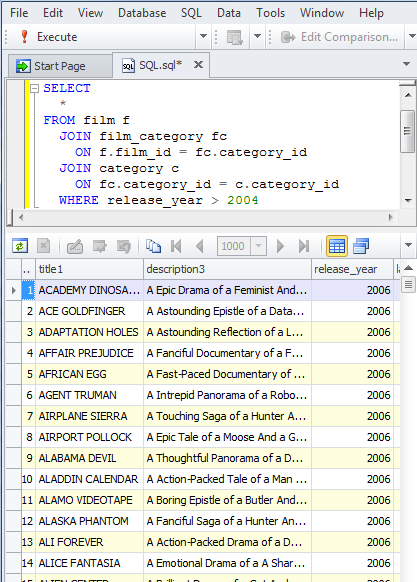 File Edit View Database SQL Data Tools Window Help
Execute Edit Comparison...
Start Page SQL.sql*
SELECT
*
FROM film f
JOIN film_category fc
ON f.film_id = fc.category_id
JOIN category c
ON fc.category_id = c.category_id
WHERE release_year > 2004
1000
.. title1 description3 release_year la
1 ACADEMY DINOSA... A Epic Drama of a Feminist And... 2006
2 ACE GOLDFINGER A Astounding Epistle of a Data... 2006
3 ADAPTATION HOLES A Astounding Reflection of a L... 2006
4 AFFAIR PREJUDICE A Fanciful Documentary of a F... 2006
5 AFRICAN EGG A Fast-Paced Documentary of ... 2006
6 AGENT TRUMAN A Intrepid Panorama of a Robo... 2006
7 AIRPLANE SIERRA A Touching Saga of a Hunter A... 2006
8 AIRPORT POLLOCK A Epic Tale of a Moose And a G... 2006
9 ALABAMA DEVIL A Thoughtful Panorama of a D... 2006
10 ALADDIN CALENDAR A Action-Packed Tale of a Man ... 2006
11 ALAMO VIDEOTAPE A Boring Epistle of a Butler And... 2006
12 ALASKA PHANTOM A Fanciful Saga of a Hunter An... 2006
13 ALI FOREVER A Action-Packed Drama of a D... 2006
14 ALICE FANTASIA A Emotional Drama of a A Shar... 2006